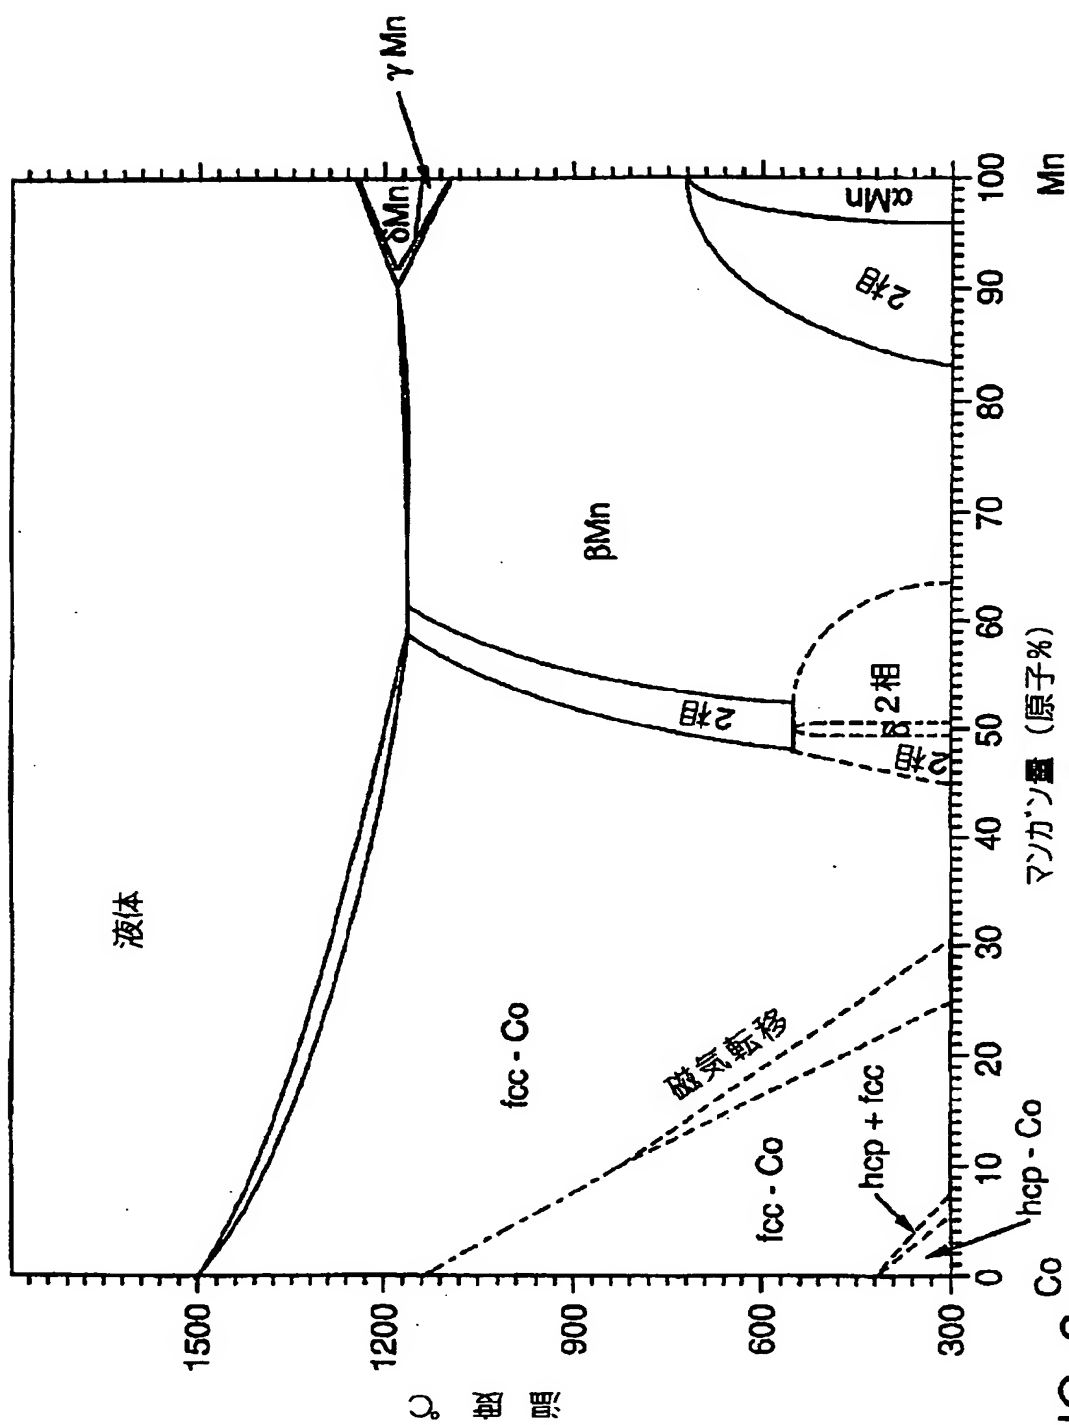 液体
δMn
γMn
fcc - Co
βMn
磁気転移
2相
2相
2相
2相
αMn
fcc - Co
hcp + fcc
hcp - Co
温度
℃
1500
1200
900
600
300
0
10
20
30
40
50
60
70
80
90
100
Co
マンガン量 (原子%)
Mn